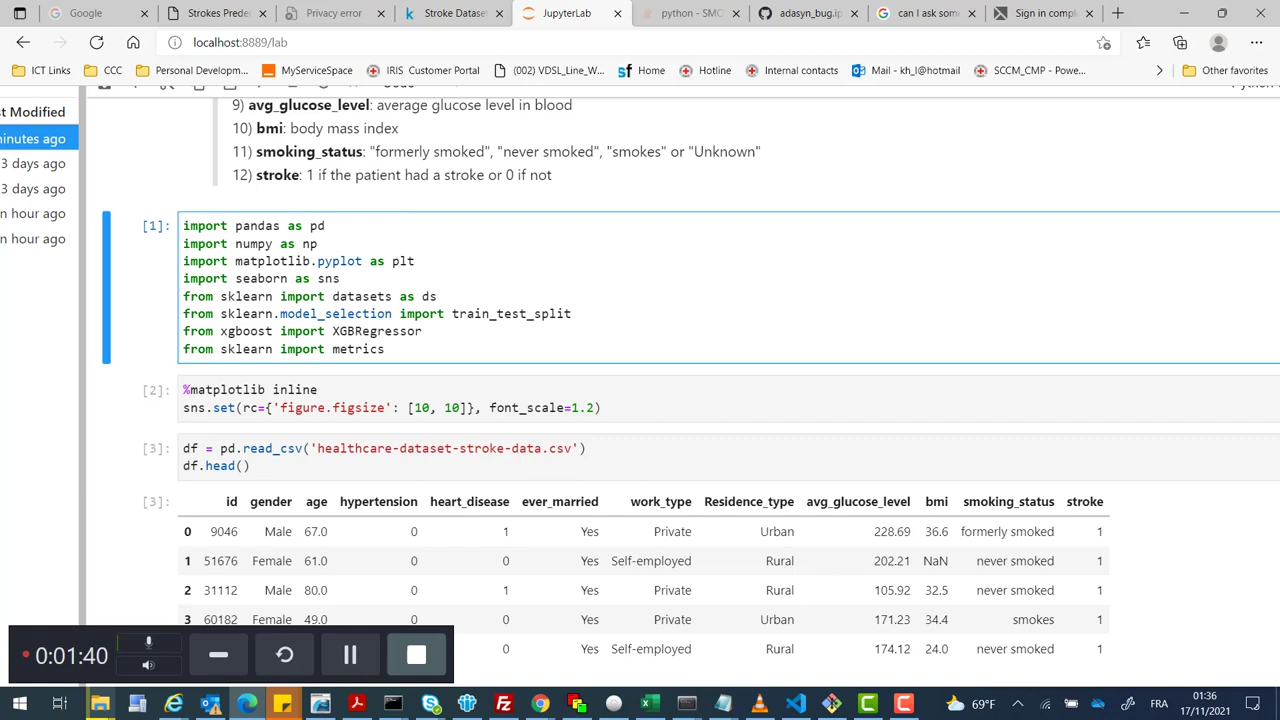 Google
Strokes Prede
Privacy error
Stroke Dataset
JupyterLab
python - SMC
adasyn_bug.ip
can I ask som
Sign in comple
localhost:8889/lab
ICT Links
CCC
Personal Developm...
MyServiceSpace
IRIS Customer Portal
(002) VDSL_Line_W...
Home
Hotline
Internal contacts
Mail - kh_l@hotmail
SCCM_CMP - Powe...
Other favorites
st Modified
minutes ago
3 days ago
3 days ago
n hour ago
n hour ago
9) avg_glucose_level: average glucose level in blood
10) bmi: body mass index
11) smoking_status: "formerly smoked", "never smoked", "smokes" or "Unknown"
12) stroke: 1 if the patient had a stroke or 0 if not
[1]:
import pandas as pd
import numpy as np
import matplotlib.pyplot as plt
import seaborn as sns
from sklearn import datasets as ds
from sklearn.model_selection import train_test_split
from xgboost import XGBRegressor
from sklearn import metrics
[2]:
%matplotlib inline
sns.set(rc={'figure.figsize': [10, 10]}, font_scale=1.2)
[3]:
df = pd.read_csv('healthcare-dataset-stroke-data.csv')
df.head()
[3]:
id gender age hypertension heart_disease ever_married work_type Residence_type avg_glucose_level bmi smoking_status stroke
0 9046 Male 67.0 0 1 Yes Private Urban 228.69 36.6 formerly smoked 1
1 51676 Female 61.0 0 0 Yes Self-employed Rural 202.21 NaN never smoked 1
2 31112 Male 80.0 0 1 Yes Private Rural 105.92 32.5 never smoked 1
3 60182 Female 49.0 0 0 Yes Private Urban 171.23 34.4 smokes 1
0 Yes Self-employed Rural 174.12 24.0 never smoked 1
0:01:40
69°F
FRA
01:36
17/11/2021